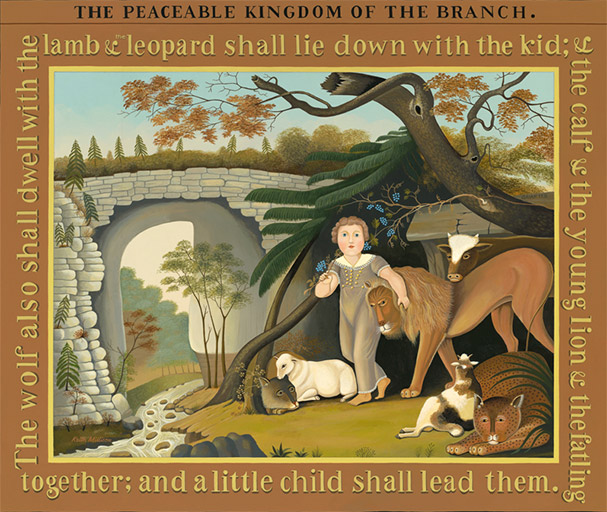 THE PEACEABLE KINGDOM OF THE BRANCH.
The wolf also shall dwell with the
lamb & the leopard shall lie down with the kid;
& the calf & the young lion & the fatling
together; and a little child shall lead them.